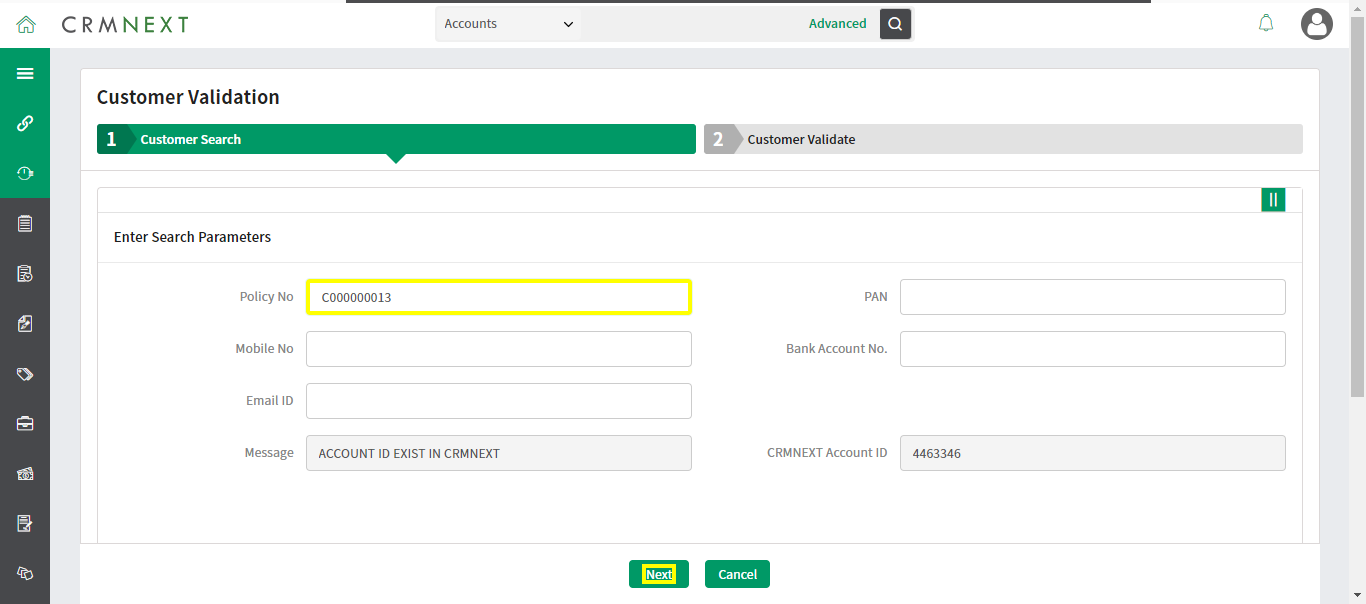 CRMNEXT
Accounts
Advanced
Customer Validation
1 Customer Search
2 Customer Validate
Enter Search Parameters
Policy No C000000013
PAN
Mobile No
Bank Account No.
Email ID
Message ACCOUNT ID EXIST IN CRMNEXT
CRMNEXT Account ID 4463346
Next
Cancel